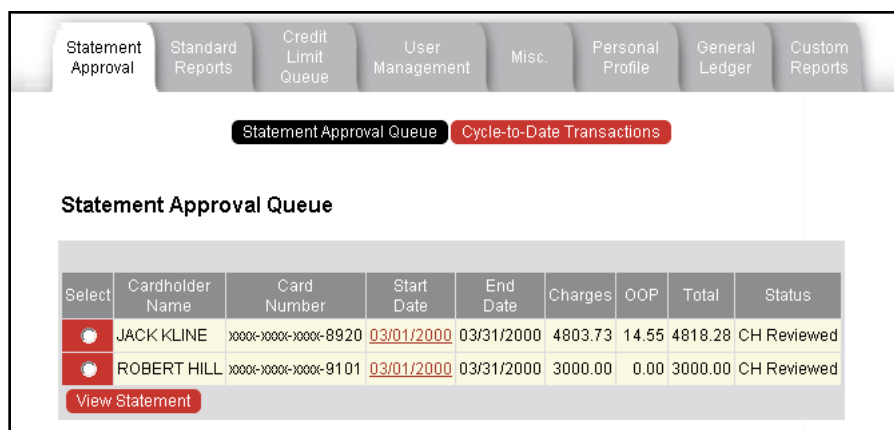 Statement Approval
Standard Reports
Credit Limit Queue
User Management
Misc.
Personal Profile
General Ledger
Custom Reports
Statement Approval Queue Cycle-to-Date Transactions
Statement Approval Queue
Select Cardholder Name Card Number Start Date End Date Charges OOP Total Status
JACK KLINE xxxx-xxxx-xxxx-8920 03/01/2000 03/31/2000 4803.73 14.55 4818.28 CH Reviewed
ROBERT HILL xxxx-xxxx-xxxx-9101 03/01/2000 03/31/2000 3000.00 0.00 3000.00 CH Reviewed
View Statement